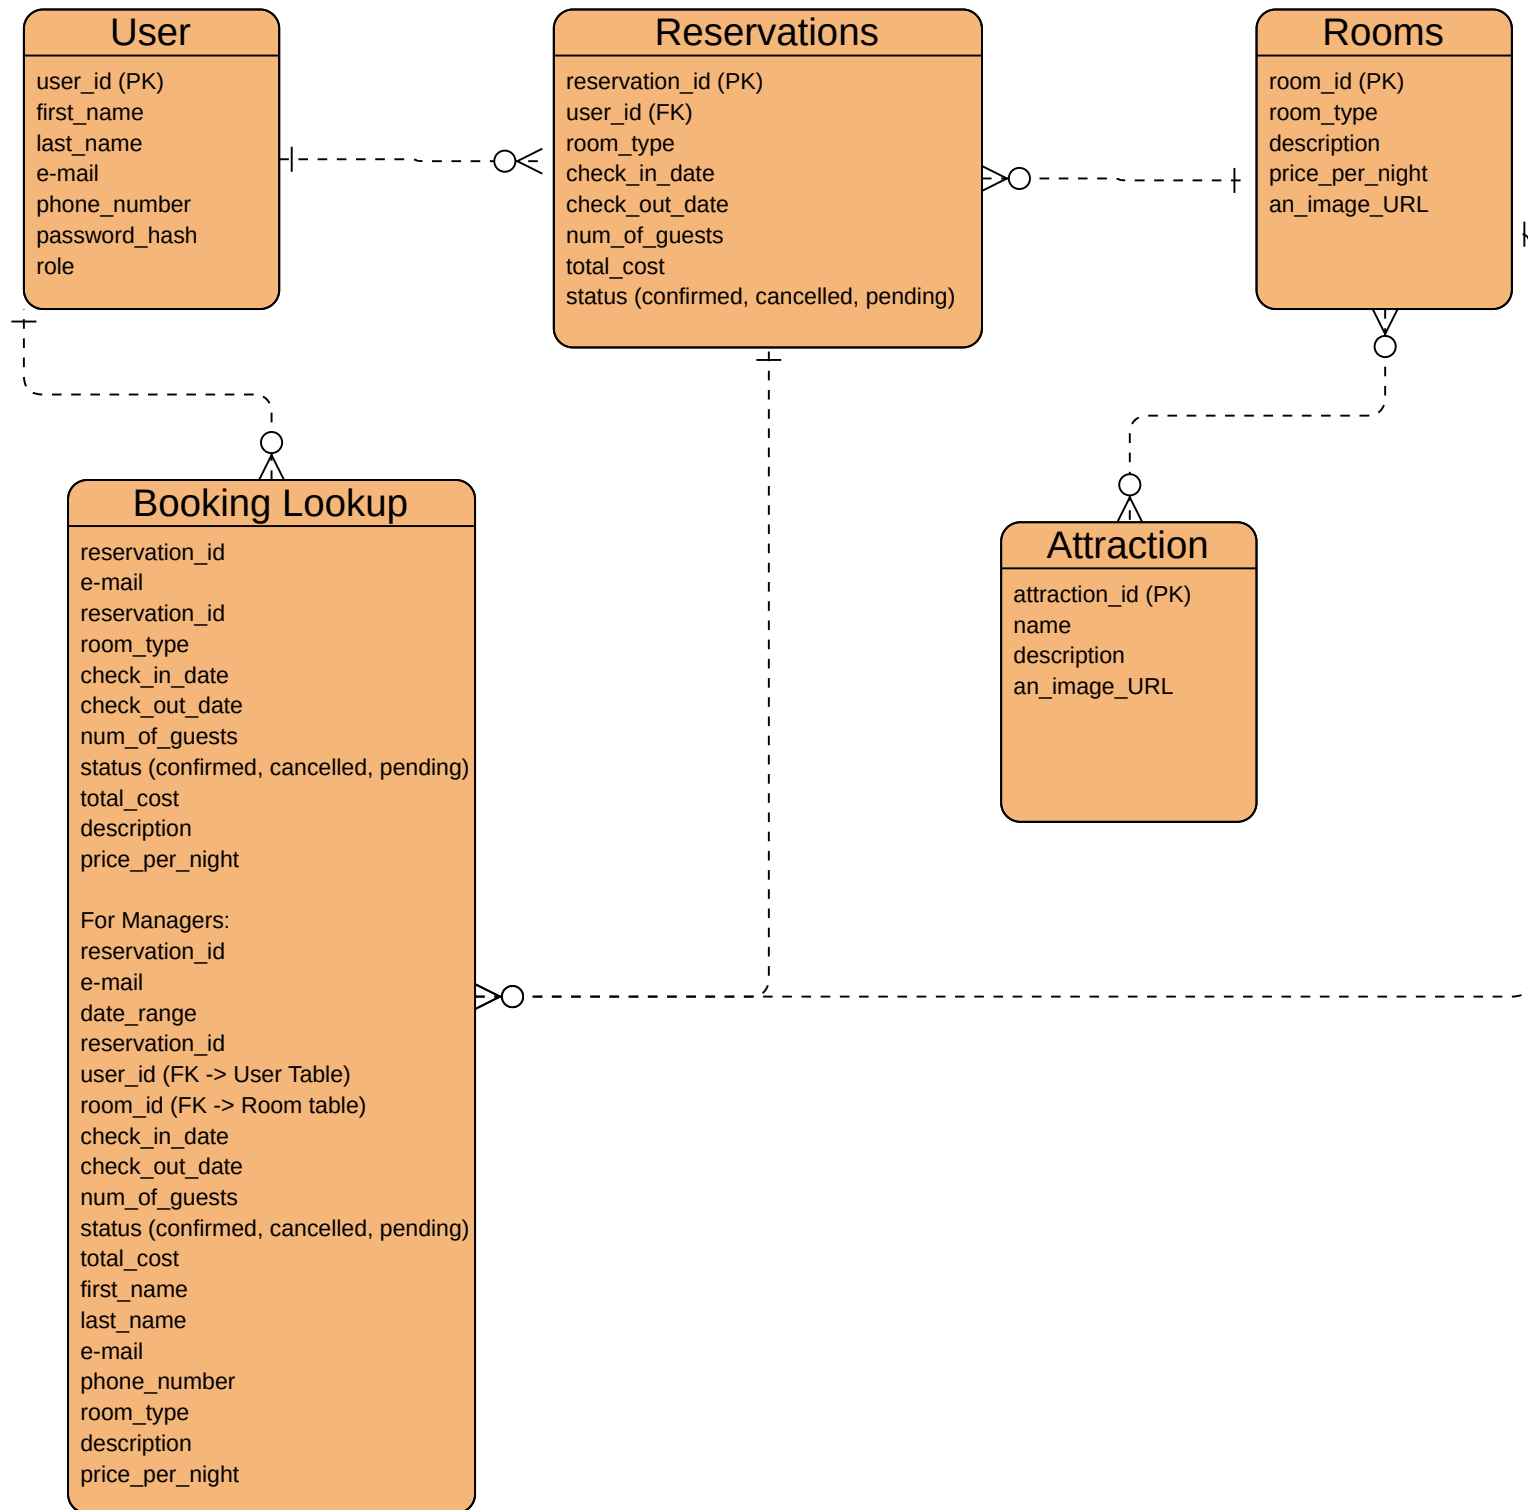 User
user_id (PK)
first_name
last_name
e-mail
phone_number
password_hash
role
Reservations
reservation_id (PK)
user_id (FK)
room_type
check_in_date
check_out_date
num_of_guests
total_cost
status (confirmed, cancelled, pending)
Rooms
room_id (PK)
room_type
description
price_per_night
an_image_URL
Booking Lookup
reservation_id
e-mail
reservation_id
room_type
check_in_date
check_out_date
num_of_guests
status (confirmed, cancelled, pending)
total_cost
description
price_per_night
For Managers:
reservation_id
e-mail
date_range
reservation_id
user_id (FK -> User Table)
room_id (FK -> Room table)
check_in_date
check_out_date
num_of_guests
status (confirmed, cancelled, pending)
total_cost
first_name
last_name
e-mail
phone_number
room_type
description
price_per_night
Attraction
attraction_id (PK)
name
description
an_image_URL